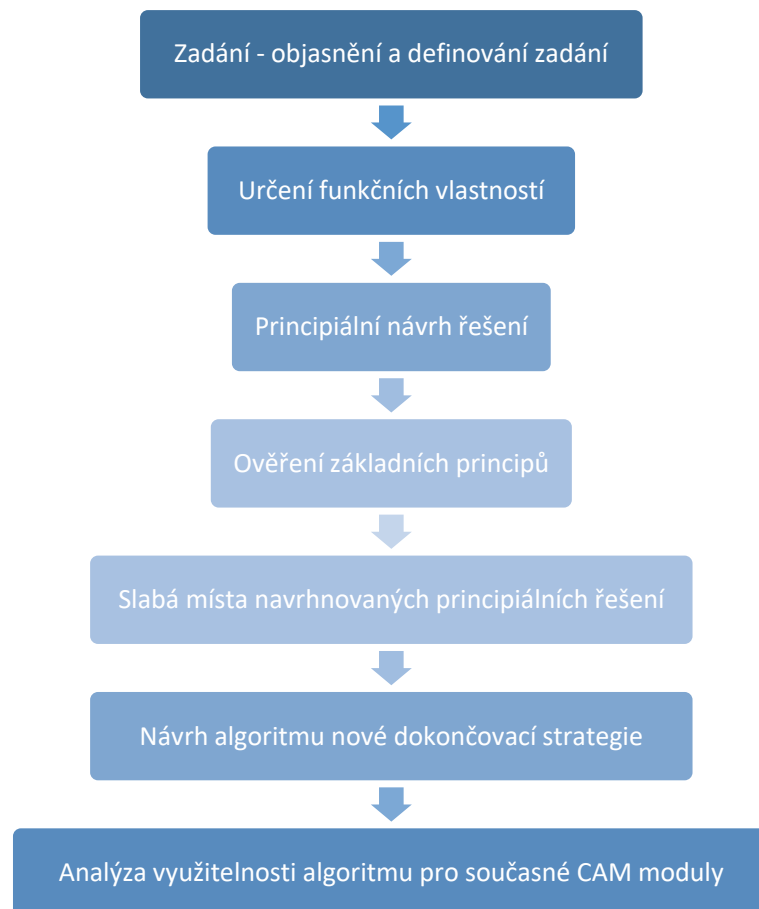 Zadání - objasnění a definování zadání
Určení funkčních vlastností
Principiální návrh řešení
Ověření základních principů
Slabá místa navrhnovaných principiálních řešení
Návrh algoritmu nové dokončovací strategie
Analýza využitelnosti algoritmu pro současné CAM moduly